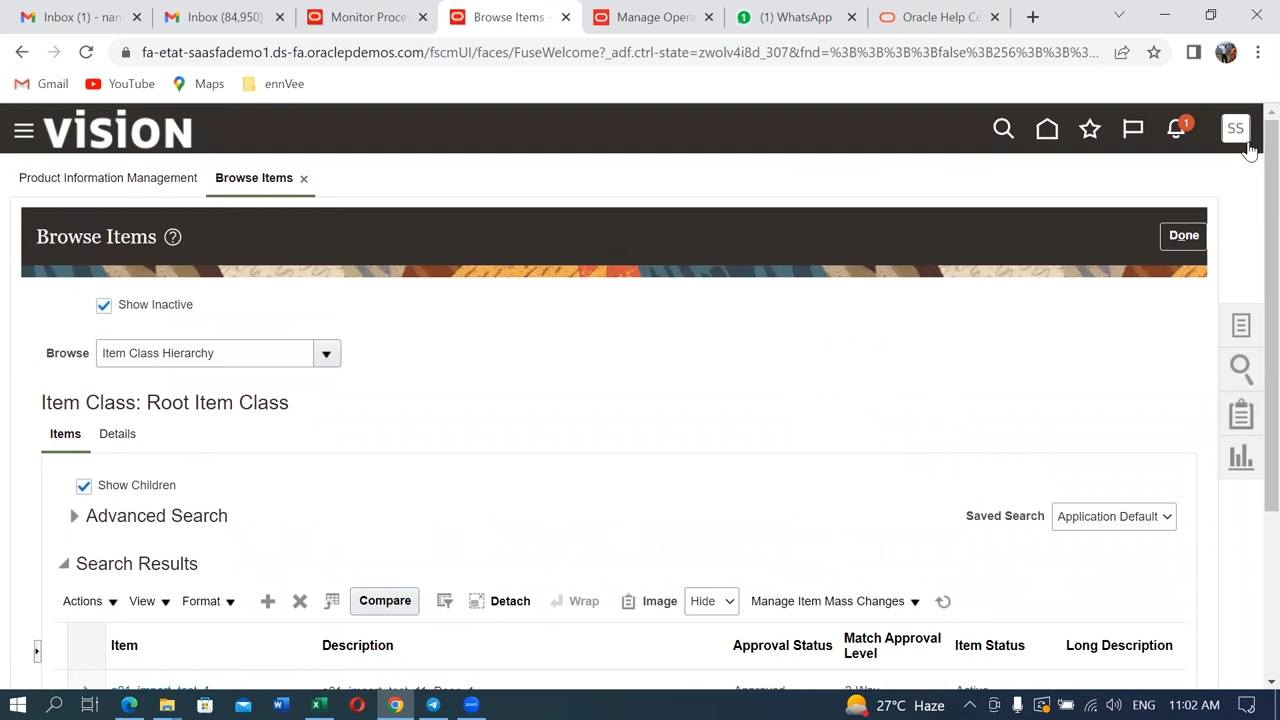 Inbox (1) - nan
Inbox (84,950)
Monitor Proce
Browse Items -
Manage Opera
(1) WhatsApp
Oracle Help Ce
fa-etat-saasfademo1.ds-fa.oraclepdemos.com/fscmUI/faces/FuseWelcome?_adf.ctrl-state=zwolv4i8d_307&fnd=%3B%3B%3B%3Bfalse%3B256%3B%3B%3...
Gmail YouTube Maps ennVee
vision
1
SS
Product Information Management Browse Items
Browse Items ?
Done
Show Inactive
Browse Item Class Hierarchy
Item Class: Root Item Class
Items Details
Show Children
Advanced Search
Saved Search Application Default
Search Results
Actions View Format Compare Detach Wrap Image Hide Manage Item Mass Changes
Item Description Approval Status Match Approval Level Item Status Long Description
27°C Haze ENG 11:02 AM